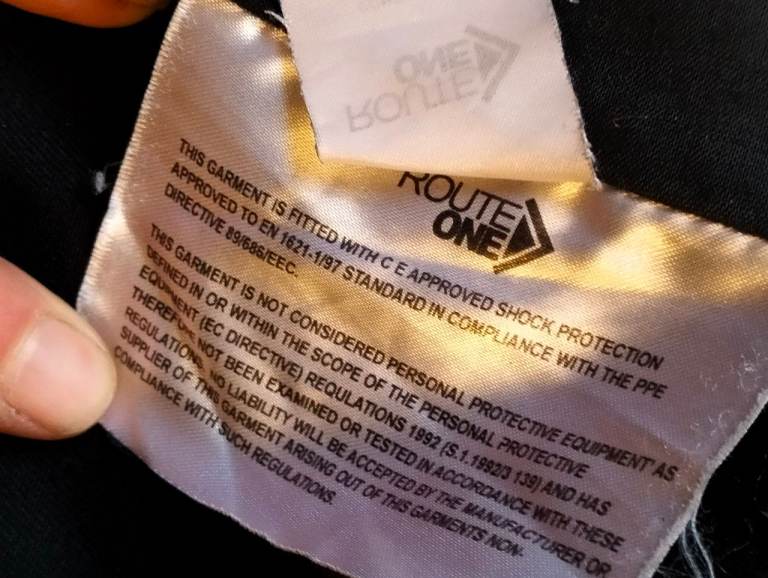 ROUTE
ONE
ROUTE
ONE
THIS GARMENT IS FITTED WITH C E APPROVED SHOCK PROTECTION
APPROVED TO EN 1621-1/97 STANDARD IN COMPLIANCE WITH THE PPE
DIRECTIVE 89/686/EEC.
THIS GARMENT IS NOT CONSIDERED PERSONAL PROTECTIVE EQUIPMENT' AS
DEFINED IN OR WITHIN THE SCOPE OF THE PERSONAL PROTECTIVE
EQUIPMENT (EC DIRECTIVE) REGULATIONS 1992 (S.1.1992/3 139) AND HAS
THEREFORE NOT BEEN EXAMINED OR TESTED IN ACCORDANCE WITH THESE
REGULATIONS. NO LIABILITY WILL BE ACCEPTED BY THE MANUFACTURER OR
SUPPLIER OF THIS GARMENT ARISING OUT OF THIS GARMENTS NON-
COMPLIANCE WITH SUCH REGULATIONS.